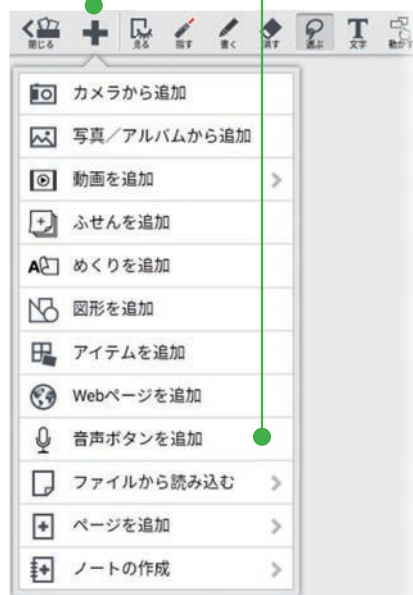 閉じる 見る 指す 書く 消す 選ぶ T 文字 動かす
カメラから追加
写真／アルバムから追加
動画を追加
ふせんを追加
めくりを追加
図形を追加
アイテムを追加
Webページを追加
音声ボタンを追加
ファイルから読み込む
ページを追加
ノートの作成